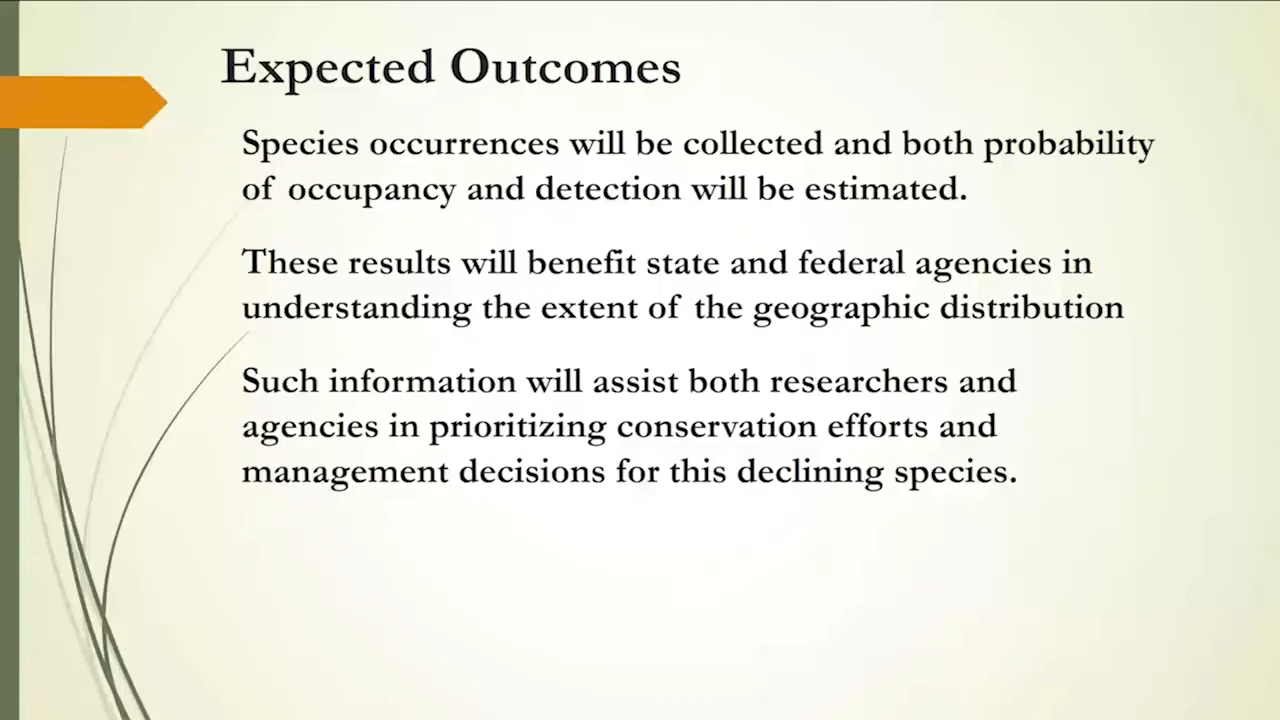 Expected Outcomes
Species occurrences will be collected and both probability
of occupancy and detection will be estimated.
These results will benefit state and federal agencies in
understanding the extent of the geographic distribution
Such information will assist both researchers and
agencies in prioritizing conservation efforts and
management decisions for this declining species.